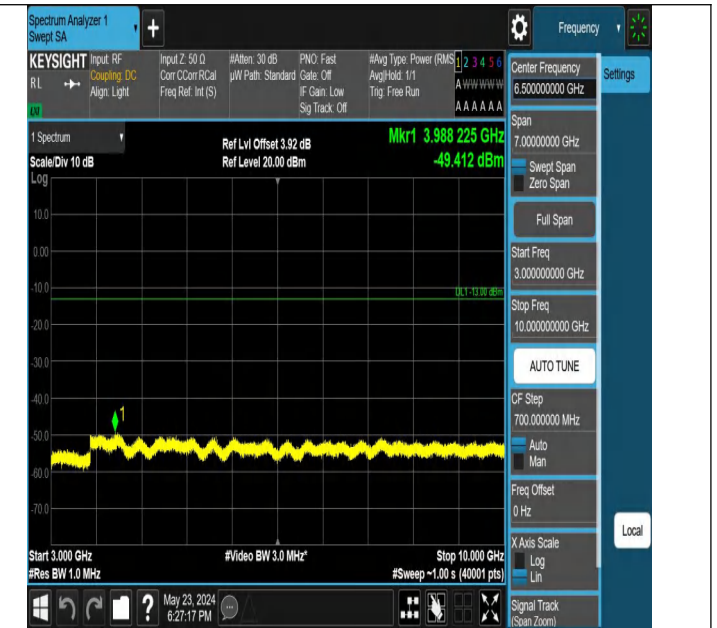 Spectrum Analyzer 1
Swept SA
Frequency
KEYSIGHT
RL
Input: RF
Coupling: DC
Align: Light
Input Z: 50 Ω
Corr CCorr RCal
Freq Ref: Int (S)
#Atten: 30 dB
µW Path: Standard
PNO: Fast
Gate: Off
IF Gain: Low
Sig Track: Off
#Avg Type: Power (RMS
Avg|Hold: 1/1
Trig: Free Run
1 2 3 4 5 6
A W W W W W
A A A A A A
1 Spectrum
Scale/Div 10 dB
Log
Ref Lvl Offset 3.92 dB
Ref Level 20.00 dBm
Mkr1 3.988 225 GHz
-49.412 dBm
10.0
0.00
-10.0
DL1 -13.00 dBm
-20.0
-30.0
-40.0
1
-50.0
-60.0
-70.0
Start 3.000 GHz
#Res BW 1.0 MHz
#Video BW 3.0 MHz*
Stop 10.000 GHz
#Sweep ~1.00 s (40001 pts)
May 23, 2024
6:27:17 PM
?
Center Frequency
6.500000000 GHz
Settings
Span
7.00000000 GHz
Swept Span
Zero Span
Full Span
Start Freq
3.000000000 GHz
Stop Freq
10.000000000 GHz
AUTO TUNE
CF Step
700.000000 MHz
Auto
Man
Freq Offset
0 Hz
X Axis Scale
Log
Lin
Local
Signal Track
(Span Zoom)